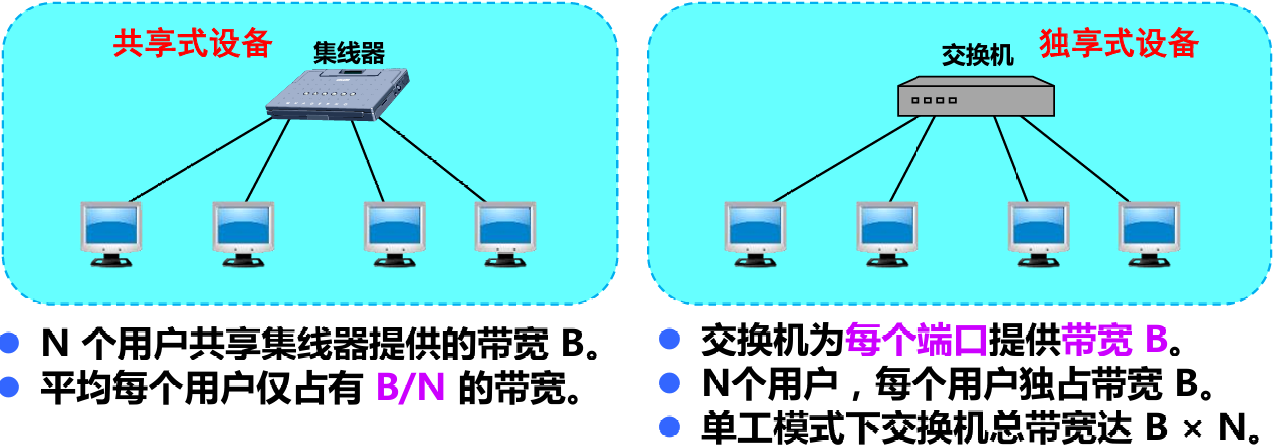 共享式设备
集线器
N 个用户共享集线器提供的带宽 B。
平均每个用户仅占有 B/N 的带宽。
交换机
独享式设备
交换机为每个端口提供带宽 B。
N个用户，每个用户独占带宽 B。
单工模式下交换机总带宽达 B × N。